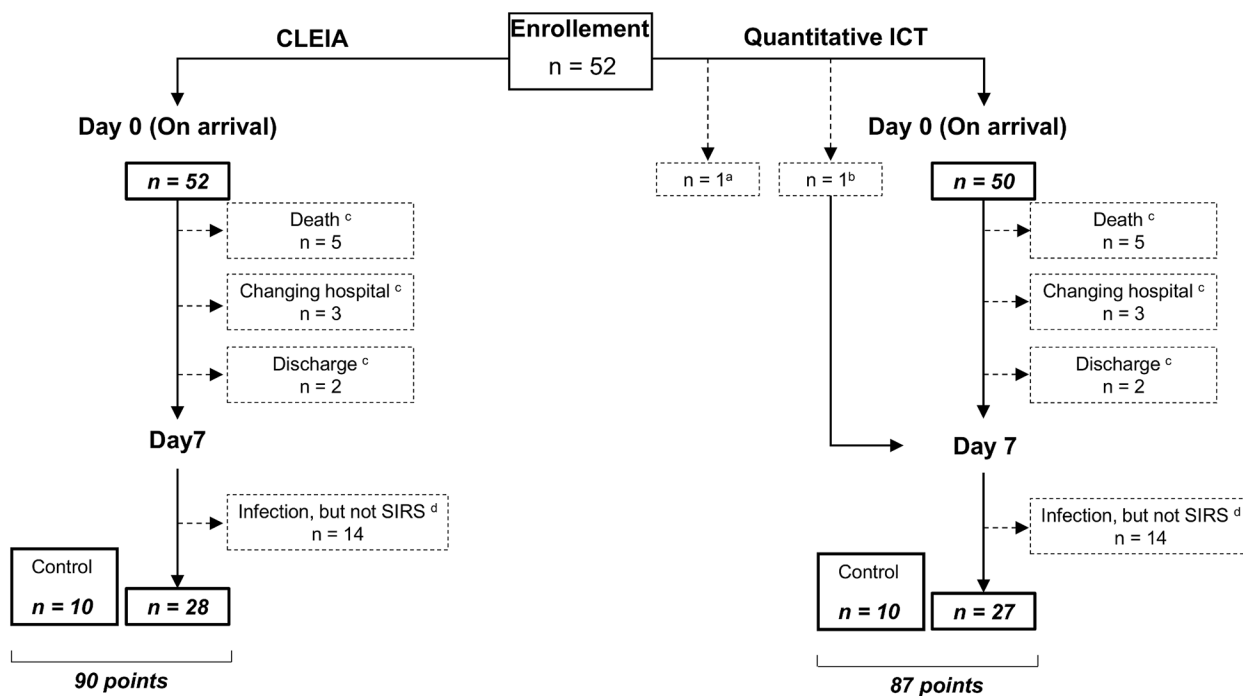 Enrollement
n = 52
CLEIA
Quantitative ICT
Day 0 (On arrival)
n = 52
Death c
n = 5
Changing hospital c
n = 3
Discharge c
n = 2
Day7
Infection, but not SIRS d
n = 14
Control
n = 10
n = 28
90 points
n = 1a
n = 1b
Day 0 (On arrival)
n = 50
Death c
n = 5
Changing hospital c
n = 3
Discharge c
n = 2
Day 7
Infection, but not SIRS d
n = 14
Control
n = 10
n = 27
87 points